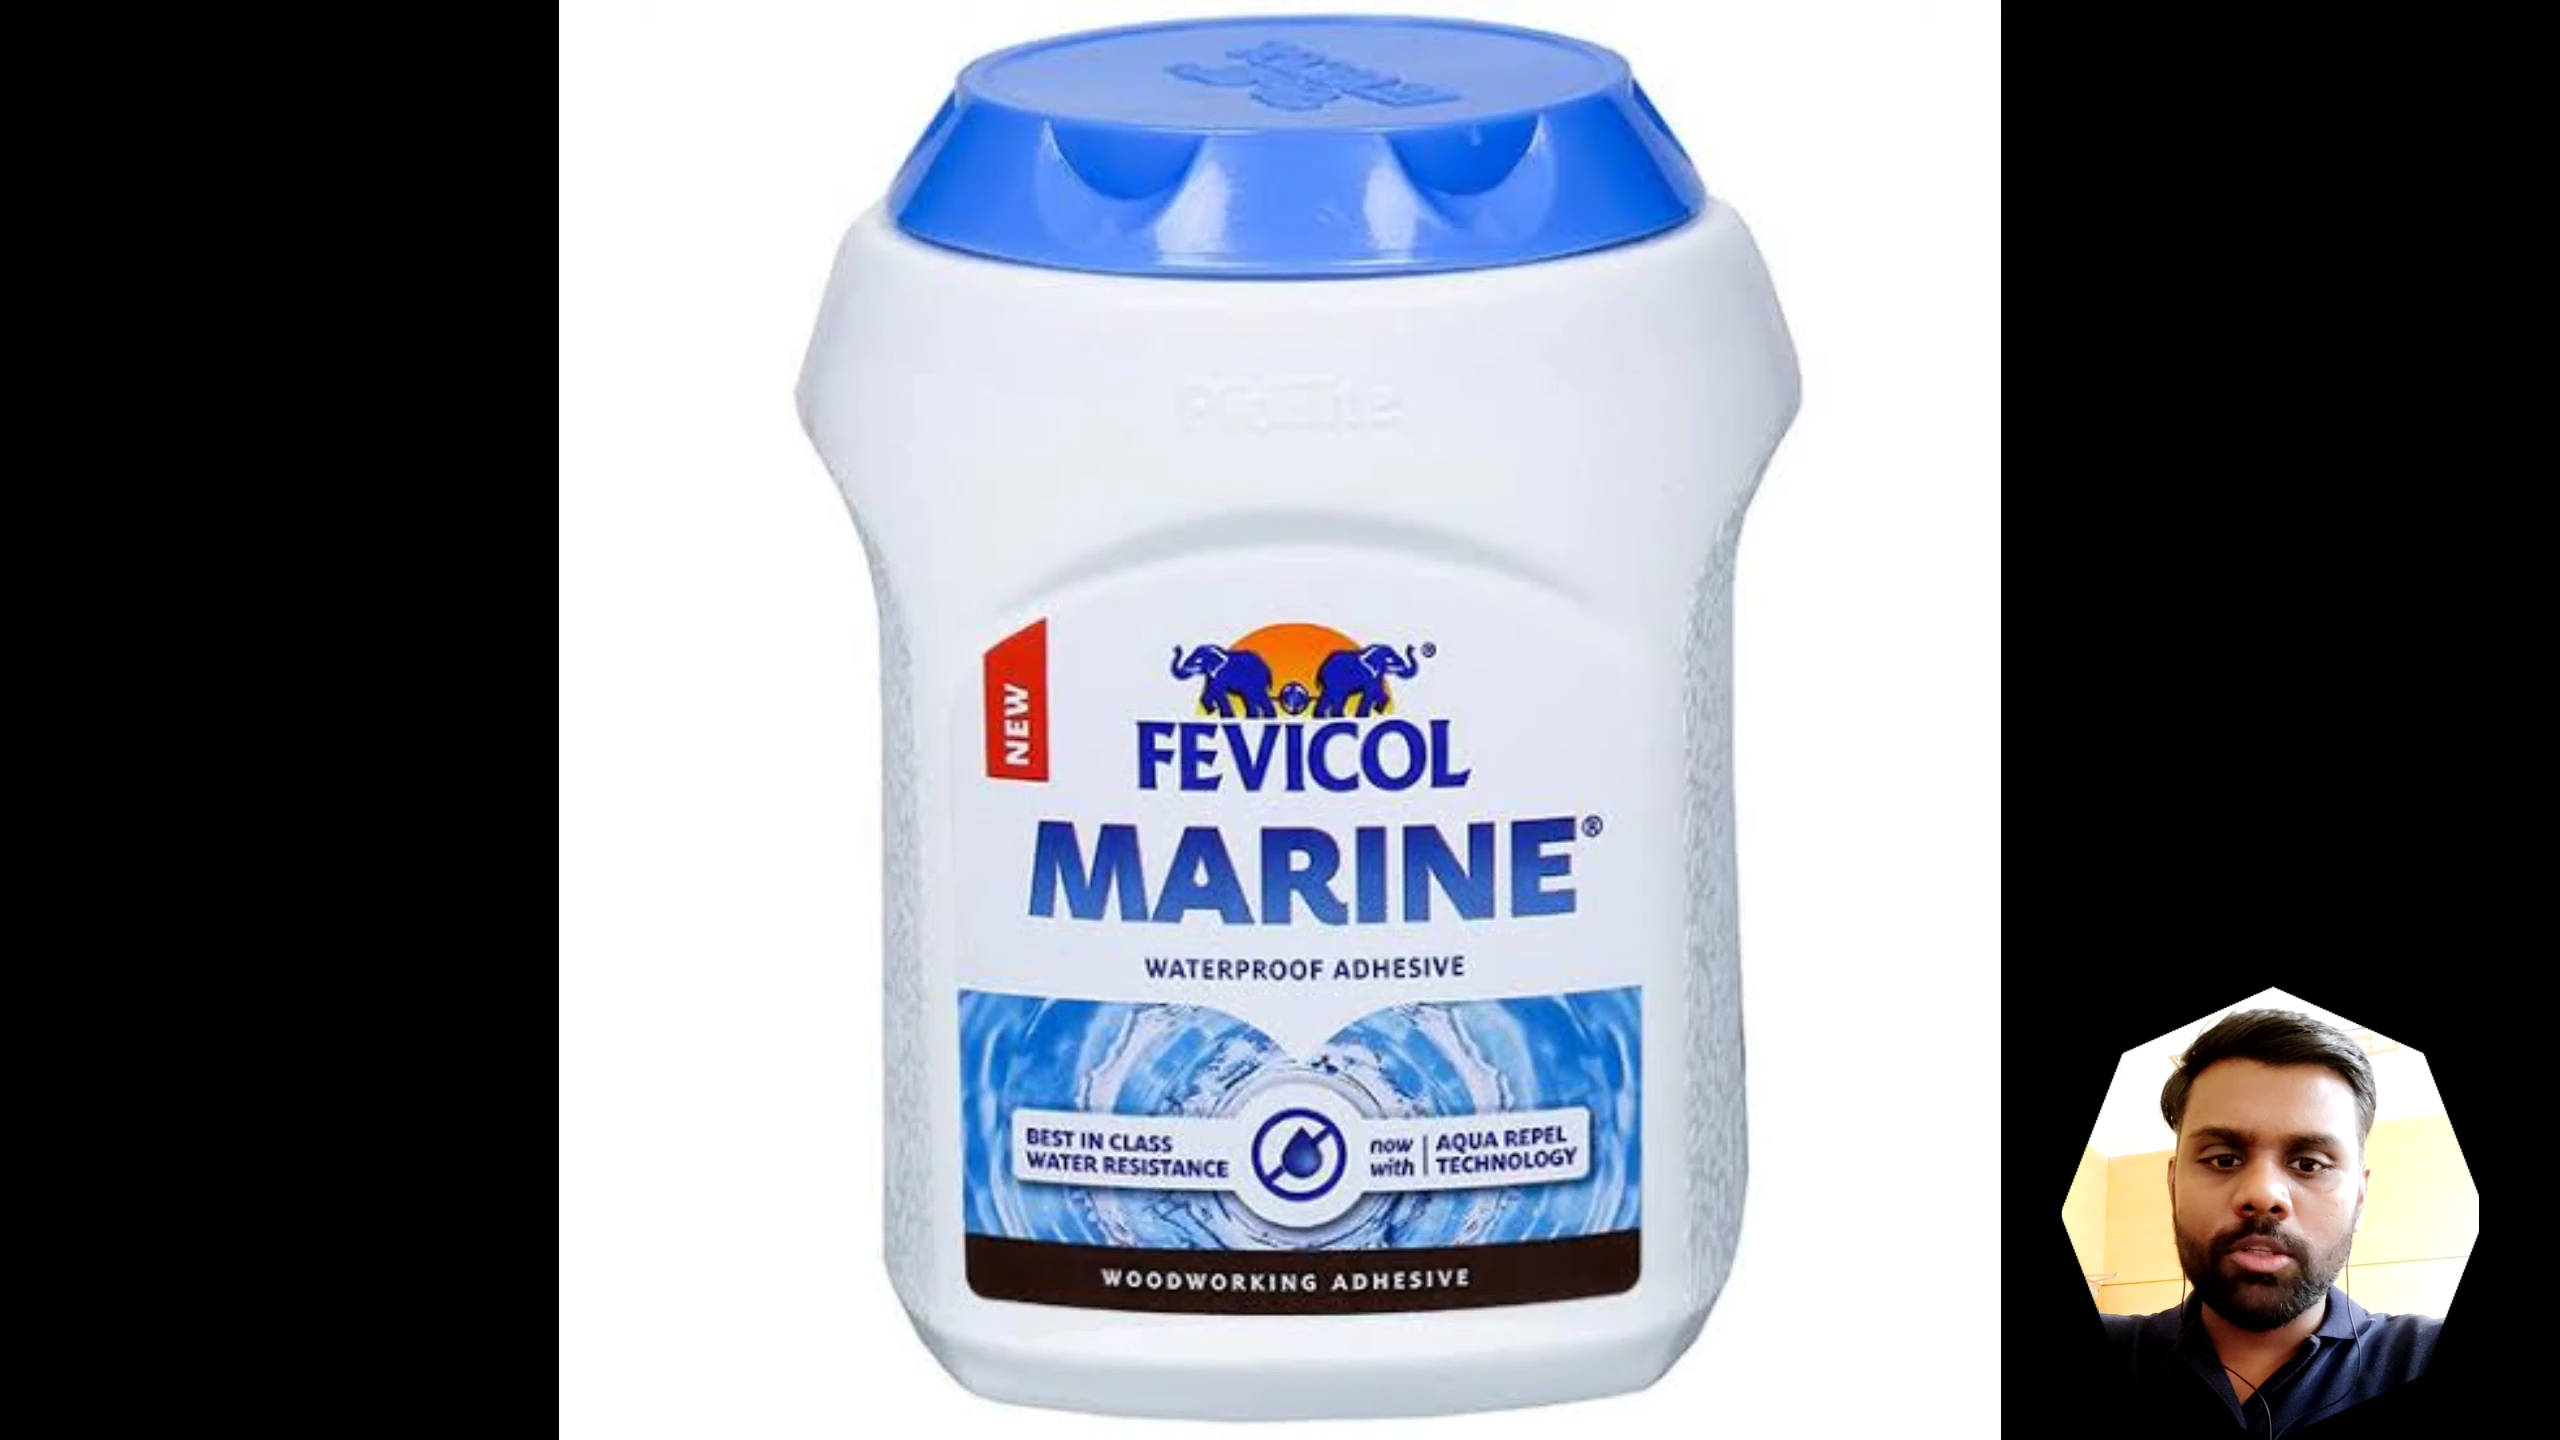 NEW
FEVICOL
MARINE®
WATERPROOF ADHESIVE
BEST IN CLASS
WATER RESISTANCE
now with | AQUA REPEL
TECHNOLOGY
WOODWORKING ADHESIVE